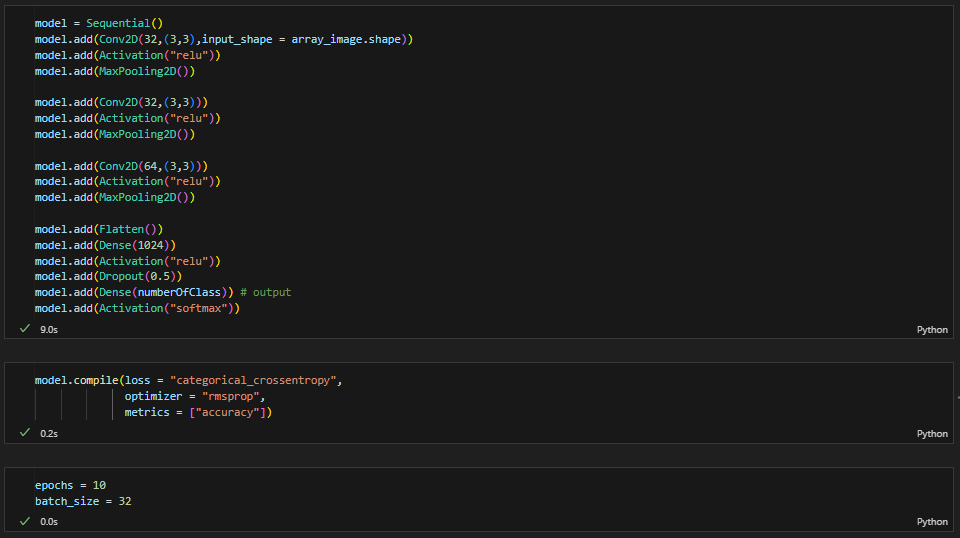 model = Sequential()
model.add(Conv2D(32,(3,3),input_shape = array_image.shape))
model.add(Activation("relu"))
model.add(MaxPooling2D())
model.add(Conv2D(32,(3,3)))
model.add(Activation("relu"))
model.add(MaxPooling2D())
model.add(Conv2D(64,(3,3)))
model.add(Activation("relu"))
model.add(MaxPooling2D())
model.add(Flatten())
model.add(Dense(1024))
model.add(Activation("relu"))
model.add(Dropout(0.5))
model.add(Dense(numberOfClass)) # output
model.add(Activation("softmax"))
9.0s Python
model.compile(loss = "categorical_crossentropy",
optimizer = "rmsprop",
metrics = ["accuracy"])
0.2s Python
epochs = 10
batch_size = 32
0.0s Python